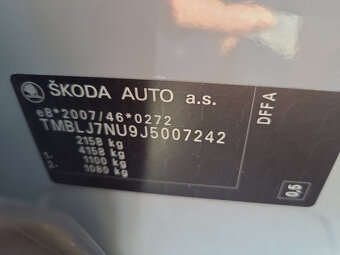 ŠKODA AUTO a.s.
e8*2007/46*0272
TMBLJ7NU9J5007242
2158 kg
4158 kg
1- 1100 kg
2- 1080 kg
DFFA
0,5